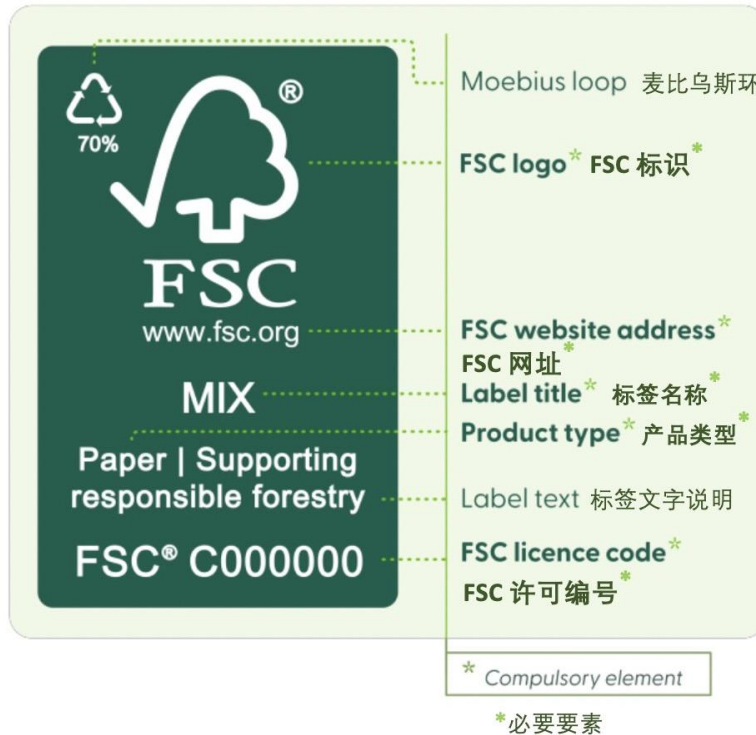 70%
®
FSC
www.fsc.org
MIX
Paper | Supporting
responsible forestry
FSC® C000000
Moebius loop 麦比乌斯环
FSC logo* FSC 标识*
FSC website address*
FSC 网址*
Label title* 标签名称*
Product type* 产品类型*
Label text 标签文字说明
FSC licence code*
FSC 许可编号*
* Compulsory element
*必要要素